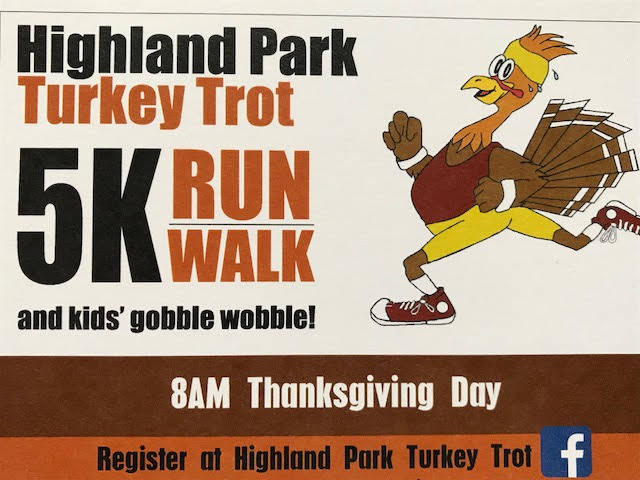 Highland Park
Turkey Trot
5K RUN
WALK
and kids' gobble wobble!
8AM Thanksgiving Day
Register at Highland Park Turkey Trot f